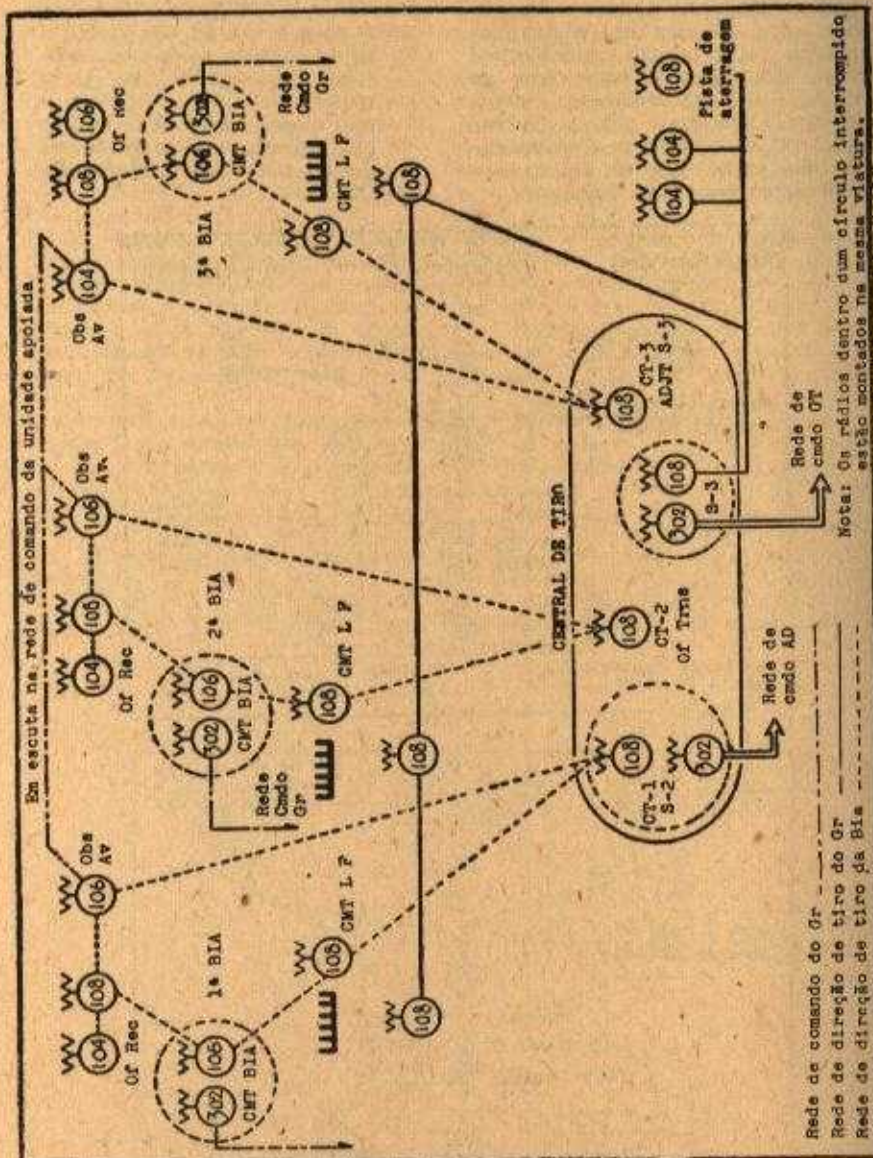 Em escuta na rede de comando da unidade apoiada
104
108
106
Of Rec
Obs
Av
302
106
CMT BIA
1ª BIA
108
CMT L F
104
108
106
Of Rec
Obs
Av
302
106
CMT BIA
2ª BIA
Rede
Cmdo
Gr
108
CMT L F
104
108
106
Obs
Av
Of Rec
3ª BIA
106
302
CMT BIA
Rede
Cmdo
Gr
108
CMT L F
108
108
108
CENTRAL DE TIRO
108
CT-1
S-2
302
108
CT-2
Of Trns
302
108
S-3
108
CT-3
ADJT S-3
104
104
108
Pista de
aterragem
Rede de
cmdo AD
Rede de
cmdo GT
Rede de comando do Gr
Rede de direção de tiro do Gr
Rede de direção de tiro da Bia
Nota: Os rádios dentro dum círculo interrompido
estão montados na mesma viatura.